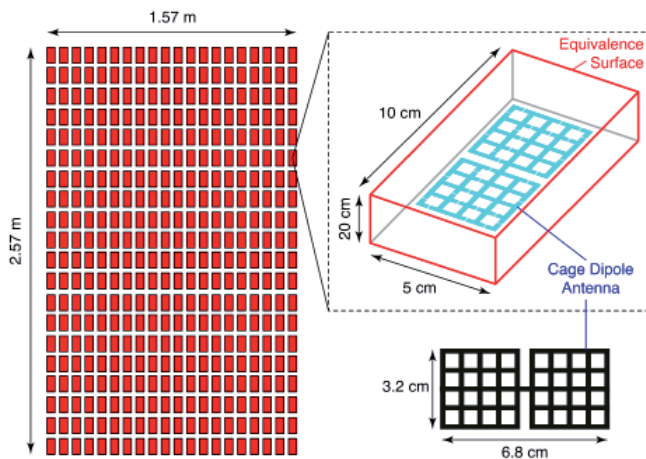 1.57 m
2.57 m
Equivalence
Surface
10 cm
20 cm
5 cm
Cage Dipole
Antenna
3.2 cm
6.8 cm